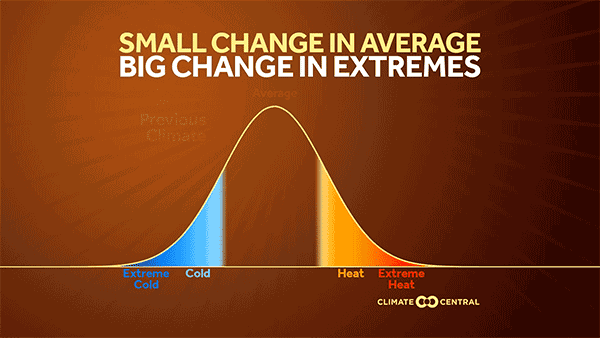 SMALL CHANGE IN AVERAGE
BIG CHANGE IN EXTREMES
Average
Previous
Climate
Extreme
Cold
Cold
Heat
Extreme
Heat
CLIMATE CENTRAL